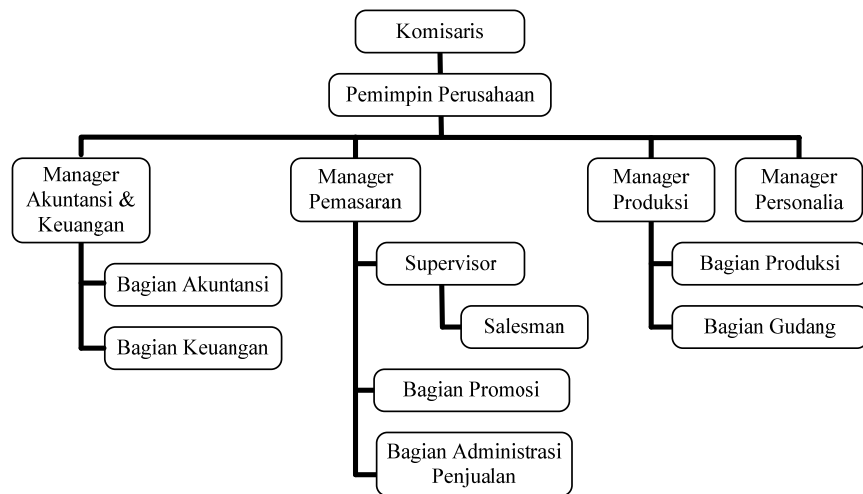 Komisaris
Pemimpin Perusahaan
Manager
Akuntansi &
Keuangan
Manager
Pemasaran
Manager
Produksi
Manager
Personalia
Bagian Akuntansi
Bagian Keuangan
Supervisor
Salesman
Bagian Promosi
Bagian Administrasi
Penjualan
Bagian Produksi
Bagian Gudang